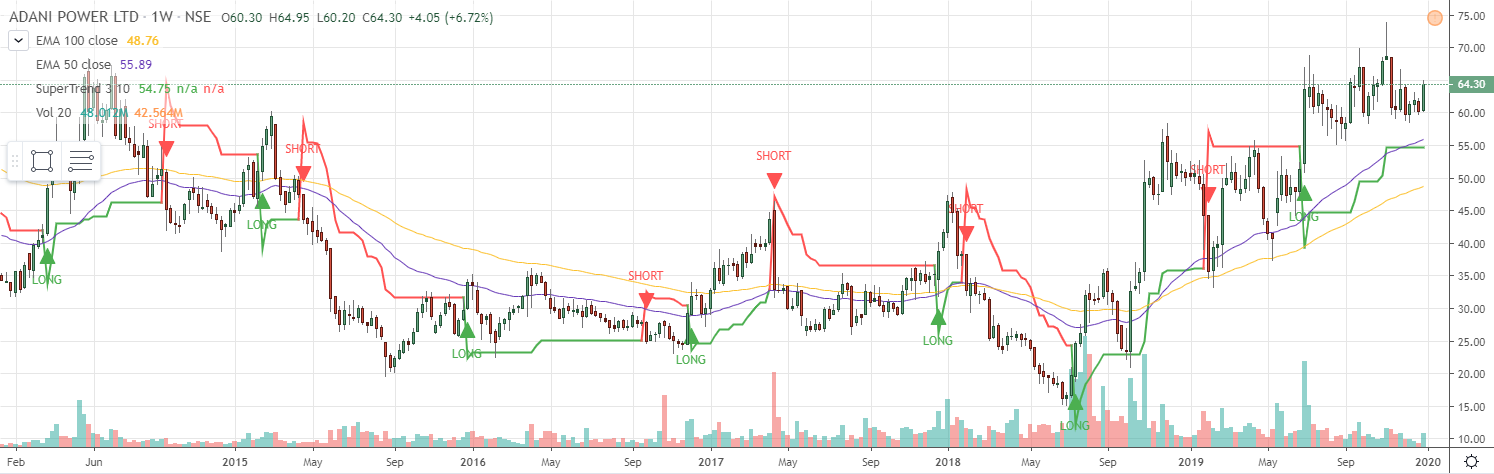 ADANI POWER LTD · 1W · NSE O60.30 H64.95 L60.20 C64.30 +4.05 (+6.72%)
EMA 100 close 48.76
EMA 50 close 55.89
SuperTrend 3 10 54.75 n/a n/a
Vol 20 48.012M 42.564M
75.00
70.00
64.30
60.00
55.00
50.00
45.00
40.00
35.00
30.00
25.00
20.00
15.00
10.00
SHORT
SHORT
SHORT
SHORT
SHORT
SHORT
LONG
LONG
LONG
LONG
LONG
LONG
LONG
Feb Jun 2015 May Sep 2016 May Sep 2017 May Sep 2018 May Sep 2019 May Sep 2020